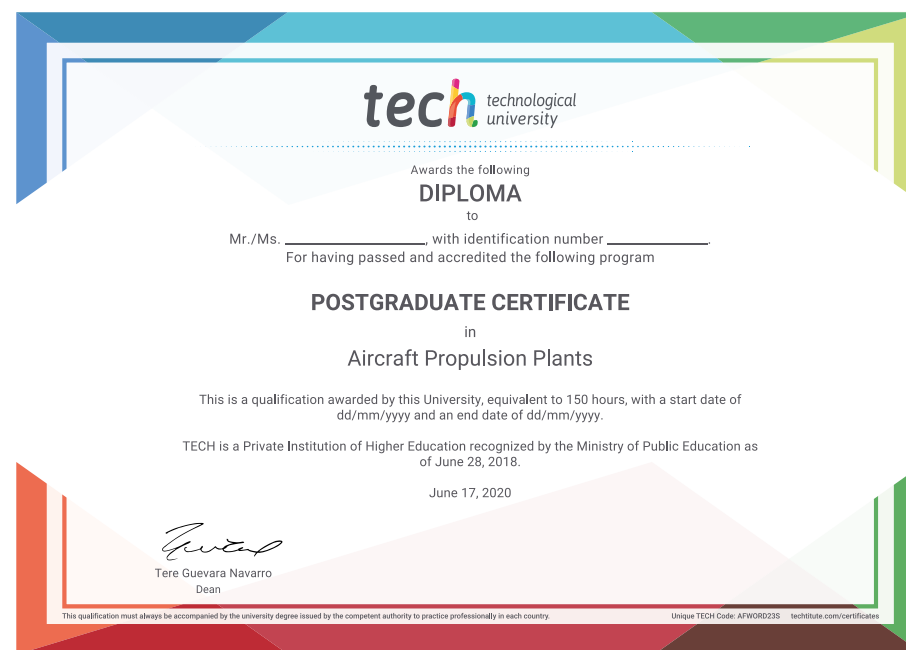 tech technological
university
Awards the following
DIPLOMA
to
Mr./Ms. ____________________, with identification number ______________.
For having passed and accredited the following program
POSTGRADUATE CERTIFICATE
in
Aircraft Propulsion Plants
This is a qualification awarded by this University, equivalent to 150 hours, with a start date of
dd/mm/yyyy and an end date of dd/mm/yyyy.
TECH is a Private Institution of Higher Education recognized by the Ministry of Public Education as
of June 28, 2018.
June 17, 2020
Tere Guevara Navarro
Dean
This qualification must always be accompanied by the university degree issued by the competent authority to practice professionally in each country. Unique TECH Code: AFWORD23S techtitute.com/certificates